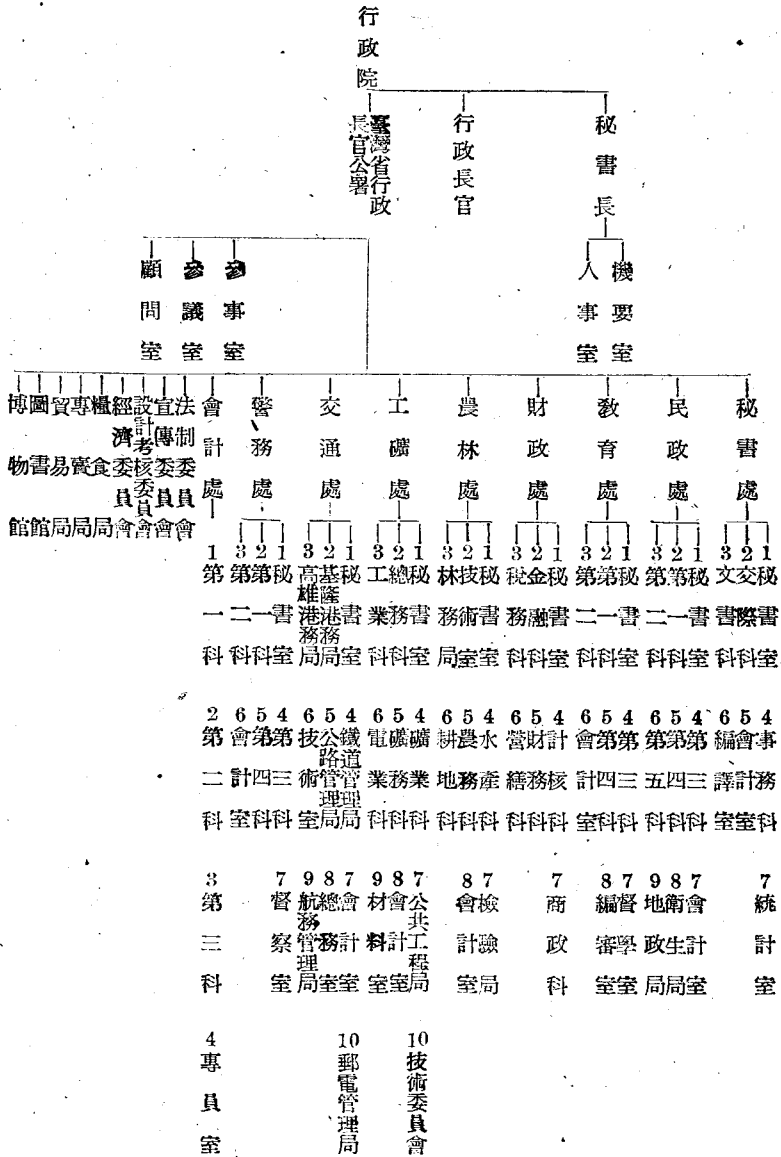 行政院
臺灣省行政長官公署
行政長官
秘書長
機要室
人事室
參事室
參議室
顧問室
秘書處
1秘書室
2交際科
3文書科
4事務科
5會計室
6編譯室
7統計室
民政處
1秘書室
2第一科
3第二科
4第三科
5第四科
6第五科
7會計室
8衛生局
9地政局
教育處
1秘書室
2第一科
3第二科
4第三科
5第四科
6會計室
7督學室
8編審室
財政處
1秘書室
2金融科
3稅務科
4計核科
5財務科
6營繕科
7商政科
農林處
1秘書室
2技術室
3林務局
4水產科
5農務科
6耕地科
7檢驗局
8會計室
工礦處
1秘書室
2總務科
3工業科
4礦業科
5礦務科
6電業科
7公共工程局
8會計室
9材料室
10技術委員會
交通處
1秘書室
2基隆港務局
3高雄港務局
4鐵道管理局
5公路管理局
6技術室
7會計室
8總務室
9航務管理局
10郵電管理局
警務處
1秘書室
2第一科
3第二科
4第三科
5第四科
6會計室
7督察室
會計處
1第一科
2第二科
3第三科
4專員室
法制委員會
宣傳委員會
設計考核委員會
經濟委員會
糧食局
專賣局
貿易局
圖書館
博物館